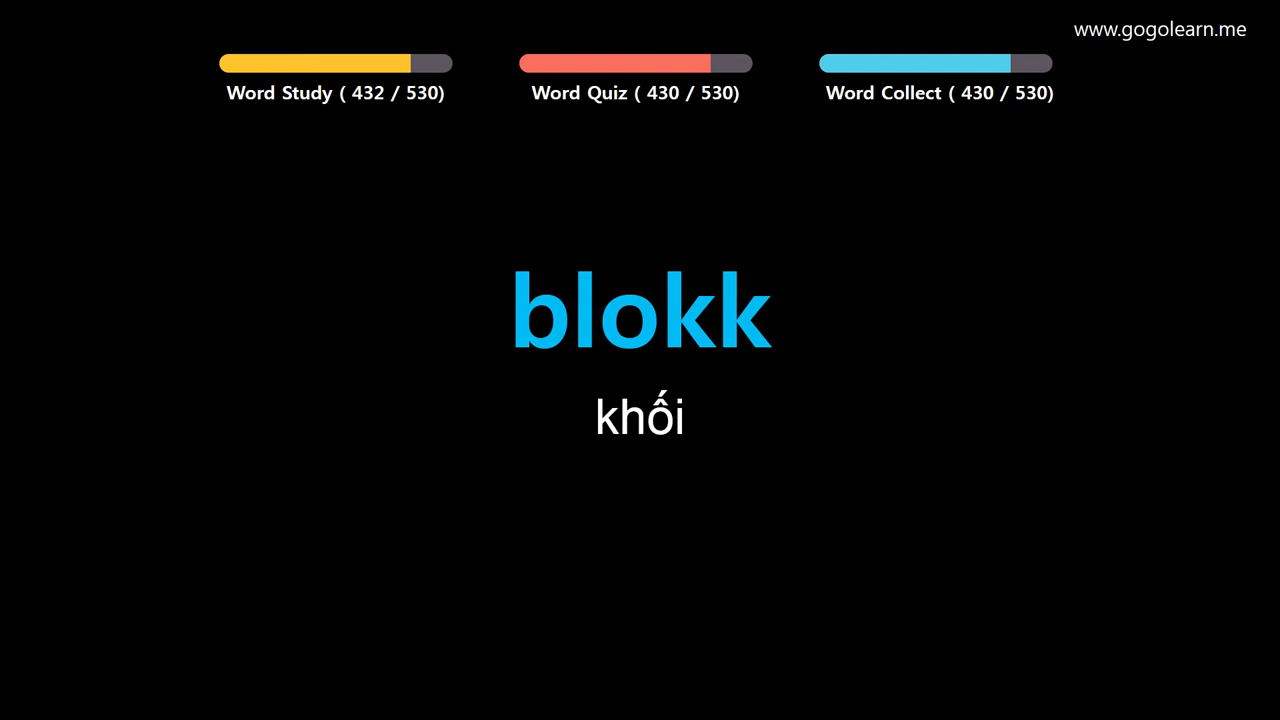 www.gogolearn.me
Word Study ( 432 / 530)
Word Quiz ( 430 / 530)
Word Collect ( 430 / 530)
blokk
khối